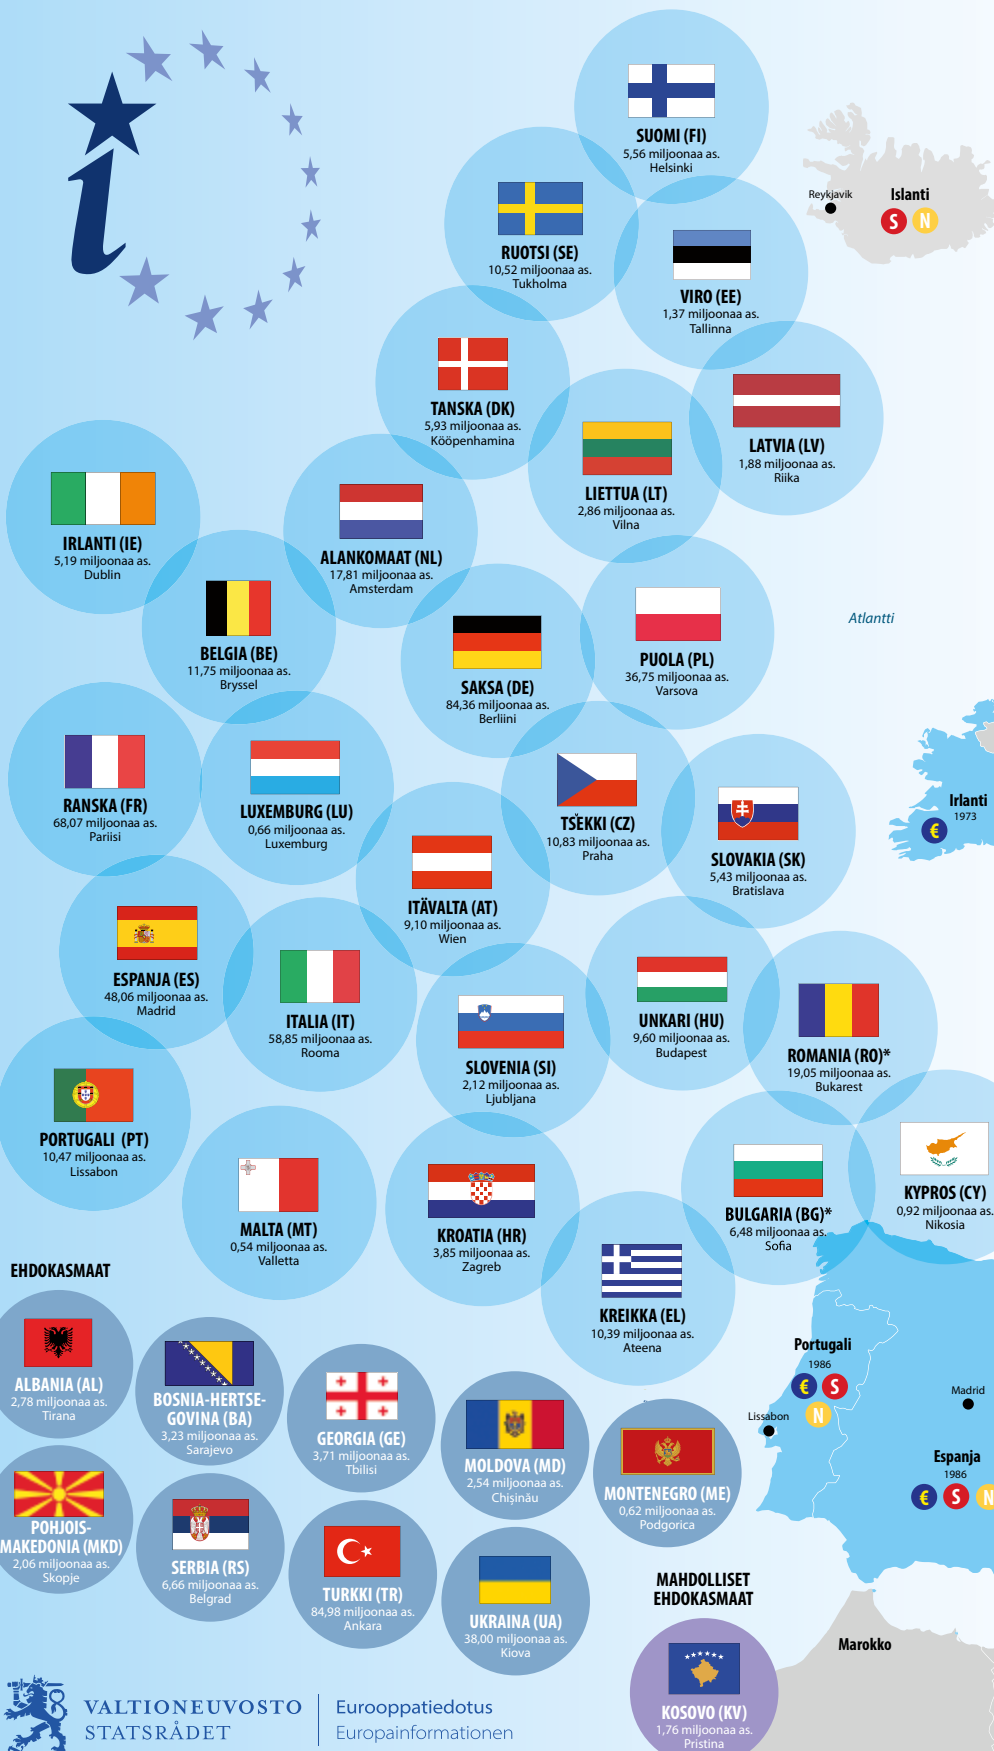 SUOMI (FI)
5,56 miljoonaa as.
Helsinki
RUOTSI (SE)
10,52 miljoonaa as.
Tukholma
VIRO (EE)
1,37 miljoonaa as.
Tallinna
Reykjavik
Islanti
S N
TANSKA (DK)
5,93 miljoonaa as.
Kööpenhamina
LATVIA (LV)
1,88 miljoonaa as.
Riika
LIETTUA (LT)
2,86 miljoonaa as.
Vilna
IRLANTI (IE)
5,19 miljoonaa as.
Dublin
ALANKOMAAT (NL)
17,81 miljoonaa as.
Amsterdam
BELGIA (BE)
11,75 miljoonaa as.
Bryssel
SAKSA (DE)
84,36 miljoonaa as.
Berliini
PUOLA (PL)
36,75 miljoonaa as.
Varsova
Atlantti
RANSKA (FR)
68,07 miljoonaa as.
Pariisi
LUXEMBURG (LU)
0,66 miljoonaa as.
Luxemburg
TŠEKKI (CZ)
10,83 miljoonaa as.
Praha
SLOVAKIA (SK)
5,43 miljoonaa as.
Bratislava
Irlanti
1973
€
ITÄVALTA (AT)
9,10 miljoonaa as.
Wien
ESPANJA (ES)
48,06 miljoonaa as.
Madrid
ITALIA (IT)
58,85 miljoonaa as.
Rooma
SLOVENIA (SI)
2,12 miljoonaa as.
Ljubljana
UNKARI (HU)
9,60 miljoonaa as.
Budapest
ROMANIA (RO)*
19,05 miljoonaa as.
Bukarest
PORTUGALI (PT)
10,47 miljoonaa as.
Lissabon
MALTA (MT)
0,54 miljoonaa as.
Valletta
KROATIA (HR)
3,85 miljoonaa as.
Zagreb
BULGARIA (BG)*
6,48 miljoonaa as.
Sofia
KYPROS (CY)
0,92 miljoonaa as.
Nikosia
KREIKKA (EL)
10,39 miljoonaa as.
Ateena
Portugali
1986
€ S
N
Lissabon
Madrid
Espanja
1986
€ S N
EHDOKASMAAT
ALBANIA (AL)
2,78 miljoonaa as.
Tirana
BOSNIA-HERTSE-
GOVINA (BA)
3,23 miljoonaa as.
Sarajevo
GEORGIA (GE)
3,71 miljoonaa as.
Tbilisi
MOLDOVA (MD)
2,54 miljoonaa as.
Chișinău
MONTENEGRO (ME)
0,62 miljoonaa as.
Podgorica
POHJOIS-
MAKEDONIA (MKD)
2,06 miljoonaa as.
Skopje
SERBIA (RS)
6,66 miljoonaa as.
Belgrad
TURKKI (TR)
84,98 miljoonaa as.
Ankara
UKRAINA (UA)
38,00 miljoonaa as.
Kiova
MAHDOLLISET
EHDOKASMAAT
KOSOVO (KV)
1,76 miljoonaa as.
Pristina
Marokko
VALTIONEUVOSTO
STATSRÅDET
Eurooppatiedotus
Europainformationen